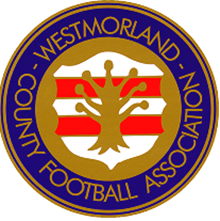 - WESTMORLAND -
COUNTY FOOTBALL ASSOCIATION